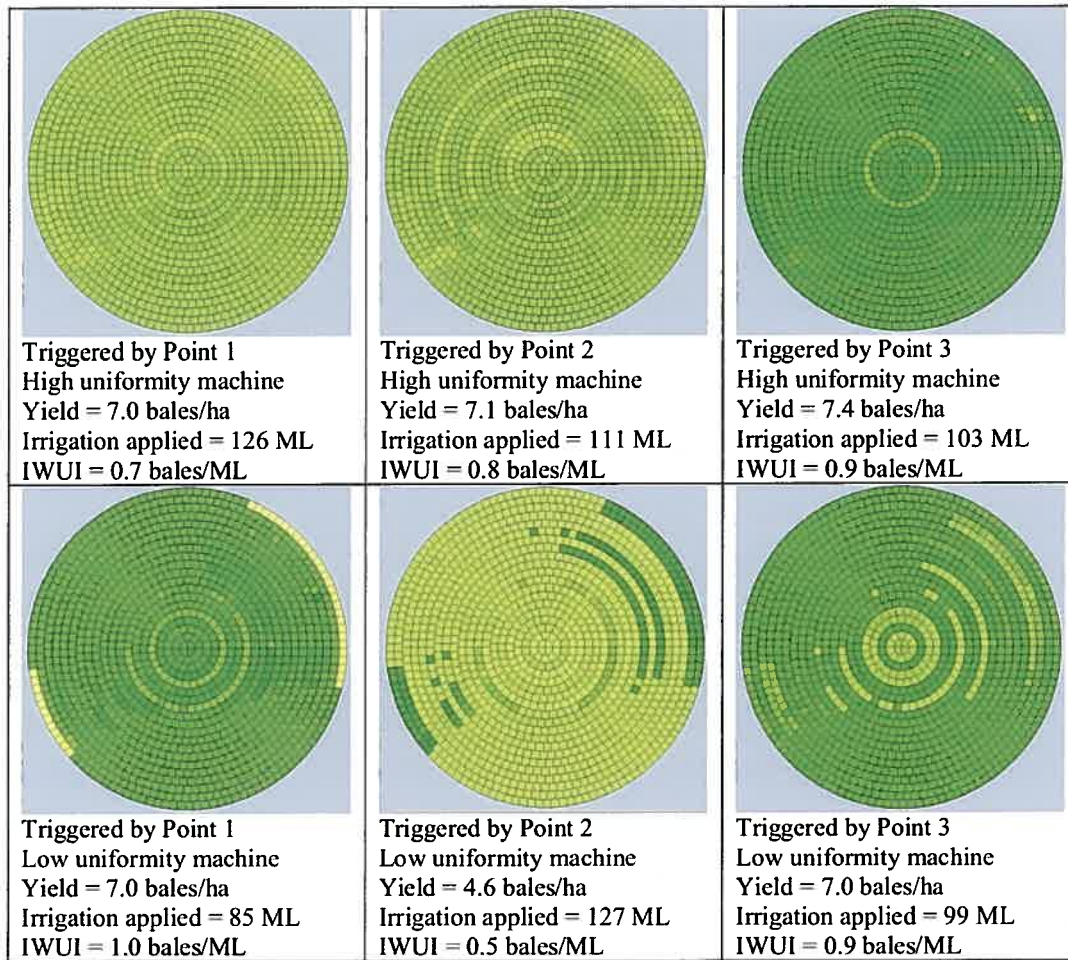 Triggered by Point 1
High uniformity machine
Yield = 7.0 bales/ha
Irrigation applied = 126 ML
IWUI = 0.7 bales/ML
Triggered by Point 2
High uniformity machine
Yield = 7.1 bales/ha
Irrigation applied = 111 ML
IWUI = 0.8 bales/ML
Triggered by Point 3
High uniformity machine
Yield = 7.4 bales/ha
Irrigation applied = 103 ML
IWUI = 0.9 bales/ML
Triggered by Point 1
Low uniformity machine
Yield = 7.0 bales/ha
Irrigation applied = 85 ML
IWUI = 1.0 bales/ML
Triggered by Point 2
Low uniformity machine
Yield = 4.6 bales/ha
Irrigation applied = 127 ML
IWUI = 0.5 bales/ML
Triggered by Point 3
Low uniformity machine
Yield = 7.0 bales/ha
Irrigation applied = 99 ML
IWUI = 0.9 bales/ML